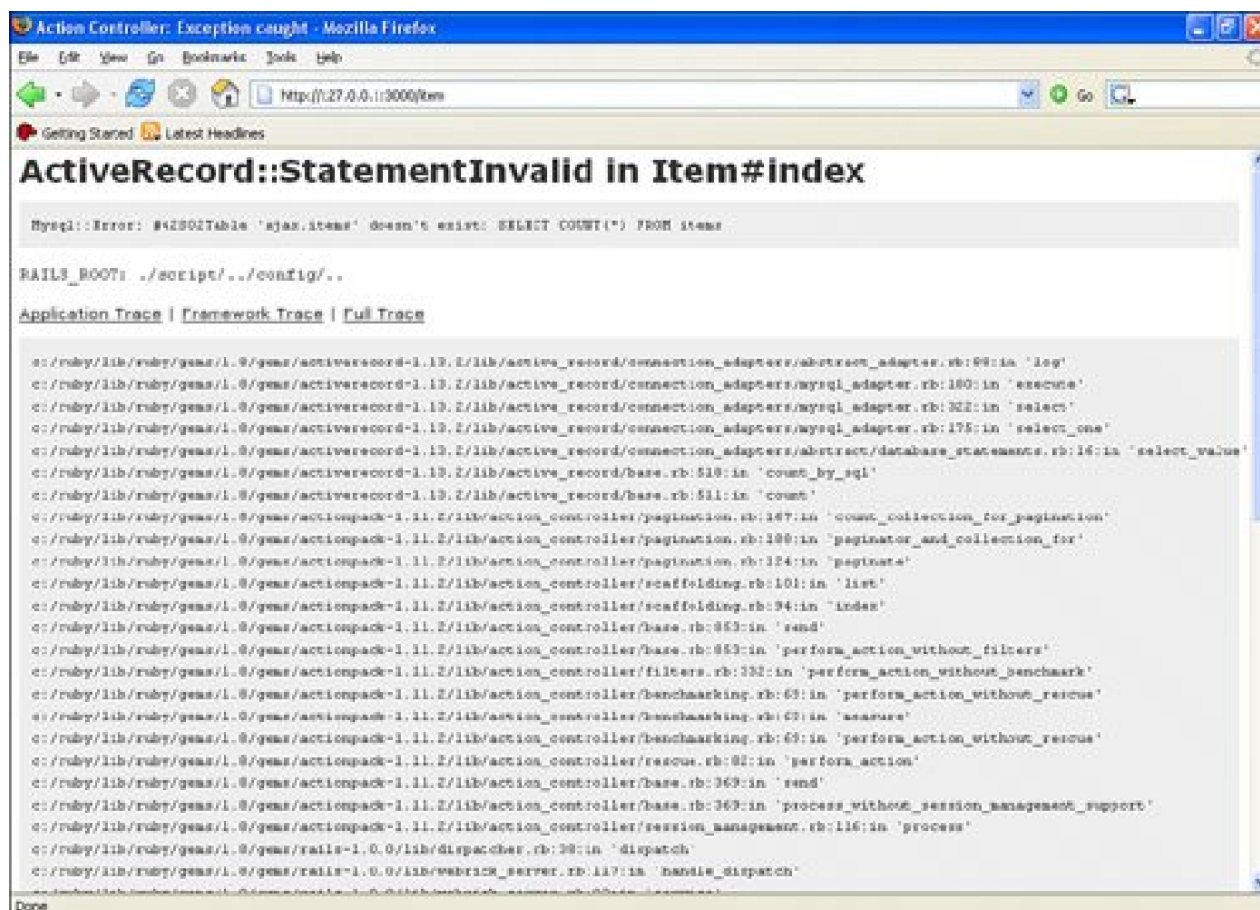 Action Controller: Exception caught - Mozilla Firefox
File Edit View Go Bookmarks Tools Help
http://127.0.0.1:3000/item
Go
Getting Started Latest Headlines
ActiveRecord::StatementInvalid in Item#index
Mysql::Error: #42S02Table 'ajax.items' doesn't exist: SELECT COUNT(*) FROM items
RAILS_ROOT: ./script/../config/..
Application Trace | Framework Trace | Full Trace
c:/ruby/lib/ruby/gems/1.8/gems/activerecord-1.13.2/lib/active_record/connection_adapters/abstract_adapter.rb:88:in 'log'
c:/ruby/lib/ruby/gems/1.8/gems/activerecord-1.13.2/lib/active_record/connection_adapters/mysql_adapter.rb:180:in 'execute'
c:/ruby/lib/ruby/gems/1.8/gems/activerecord-1.13.2/lib/active_record/connection_adapters/mysql_adapter.rb:322:in 'select'
c:/ruby/lib/ruby/gems/1.8/gems/activerecord-1.13.2/lib/active_record/connection_adapters/mysql_adapter.rb:175:in 'select_one'
c:/ruby/lib/ruby/gems/1.8/gems/activerecord-1.13.2/lib/active_record/connection_adapters/abstract/database_statements.rb:16:in 'select_value'
c:/ruby/lib/ruby/gems/1.8/gems/activerecord-1.13.2/lib/active_record/base.rb:518:in 'count_by_sql'
c:/ruby/lib/ruby/gems/1.8/gems/activerecord-1.13.2/lib/active_record/base.rb:511:in 'count'
c:/ruby/lib/ruby/gems/1.8/gems/actionpack-1.11.2/lib/action_controller/pagination.rb:167:in 'count_collection_for_pagination'
c:/ruby/lib/ruby/gems/1.8/gems/actionpack-1.11.2/lib/action_controller/pagination.rb:188:in 'paginator_and_collection_for'
c:/ruby/lib/ruby/gems/1.8/gems/actionpack-1.11.2/lib/action_controller/pagination.rb:124:in 'paginate'
c:/ruby/lib/ruby/gems/1.8/gems/actionpack-1.11.2/lib/action_controller/scaffolding.rb:101:in 'list'
c:/ruby/lib/ruby/gems/1.8/gems/actionpack-1.11.2/lib/action_controller/scaffolding.rb:94:in 'index'
c:/ruby/lib/ruby/gems/1.8/gems/actionpack-1.11.2/lib/action_controller/base.rb:853:in 'send'
c:/ruby/lib/ruby/gems/1.8/gems/actionpack-1.11.2/lib/action_controller/base.rb:853:in 'perform_action_without_filters'
c:/ruby/lib/ruby/gems/1.8/gems/actionpack-1.11.2/lib/action_controller/filters.rb:332:in 'perform_action_without_benchmark'
c:/ruby/lib/ruby/gems/1.8/gems/actionpack-1.11.2/lib/action_controller/benchmarking.rb:69:in 'perform_action_without_rescue'
c:/ruby/lib/ruby/gems/1.8/gems/actionpack-1.11.2/lib/action_controller/benchmarking.rb:69:in 'measure'
c:/ruby/lib/ruby/gems/1.8/gems/actionpack-1.11.2/lib/action_controller/benchmarking.rb:69:in 'perform_action_without_rescue'
c:/ruby/lib/ruby/gems/1.8/gems/actionpack-1.11.2/lib/action_controller/rescue.rb:82:in 'perform_action'
c:/ruby/lib/ruby/gems/1.8/gems/actionpack-1.11.2/lib/action_controller/base.rb:369:in 'send'
c:/ruby/lib/ruby/gems/1.8/gems/actionpack-1.11.2/lib/action_controller/base.rb:369:in 'process_without_session_management_support'
c:/ruby/lib/ruby/gems/1.8/gems/actionpack-1.11.2/lib/action_controller/session_management.rb:116:in 'process'
c:/ruby/lib/ruby/gems/1.8/gems/rails-1.0.0/lib/dispatcher.rb:38:in 'dispatch'
c:/ruby/lib/ruby/gems/1.8/gems/rails-1.0.0/lib/webrick_server.rb:117:in 'handle_dispatch'
Done